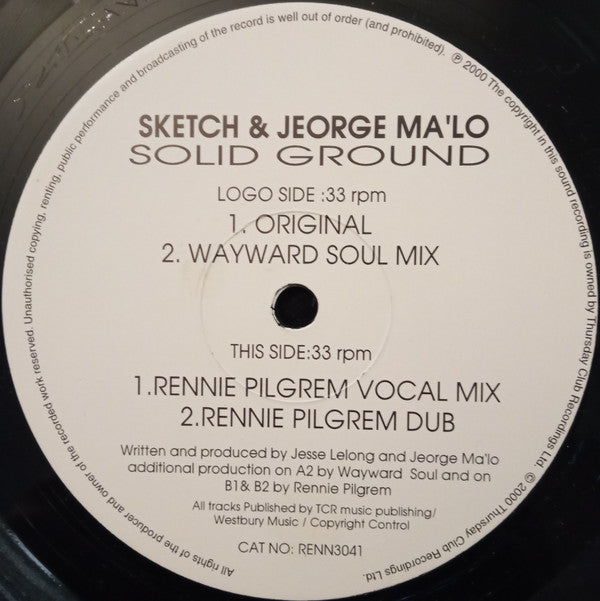 SKETCH & JEORGE MA'LO
SOLID GROUND
LOGO SIDE :33 rpm
1. ORIGINAL
2. WAYWARD SOUL MIX
THIS SIDE:33 rpm
1.RENNIE PILGREM VOCAL MIX
2.RENNIE PILGREM DUB
Written and produced by Jesse Lelong and Jeorge Ma'lo
additional production on A2 by Wayward Soul and on
B1& B2 by Rennie Pilgrem
All tracks Published by TCR music publishing/
Westbury Music / Copyright Control
CAT NO: RENN3041
All rights of the producer and owner of the recorded work reserved. Unauthorised copying, renting, public performance and broadcasting of the record is well out of order (and prohibited). ℗ 2000 The copyright in this sound recording is owned by Thursday Club Recordings Ltd. © 2000 Thursday Club Recordings Ltd.